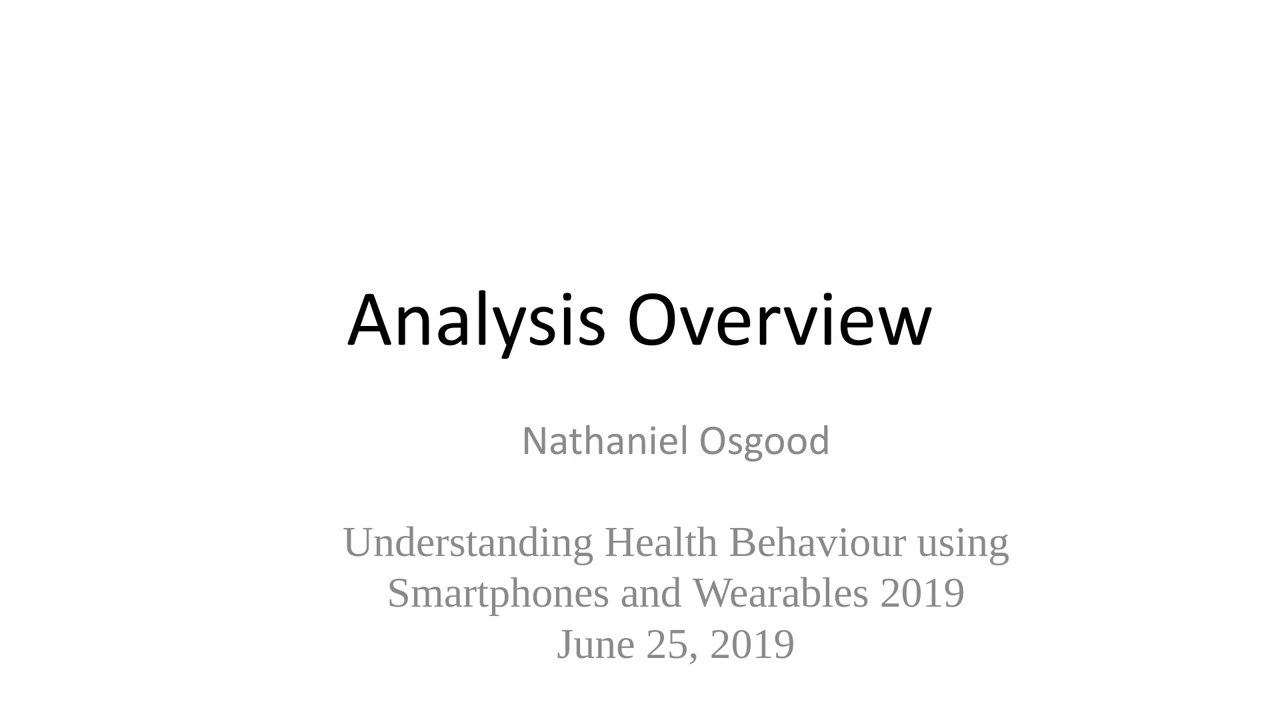 Analysis Overview
Nathaniel Osgood
Understanding Health Behaviour using
Smartphones and Wearables 2019
June 25, 2019